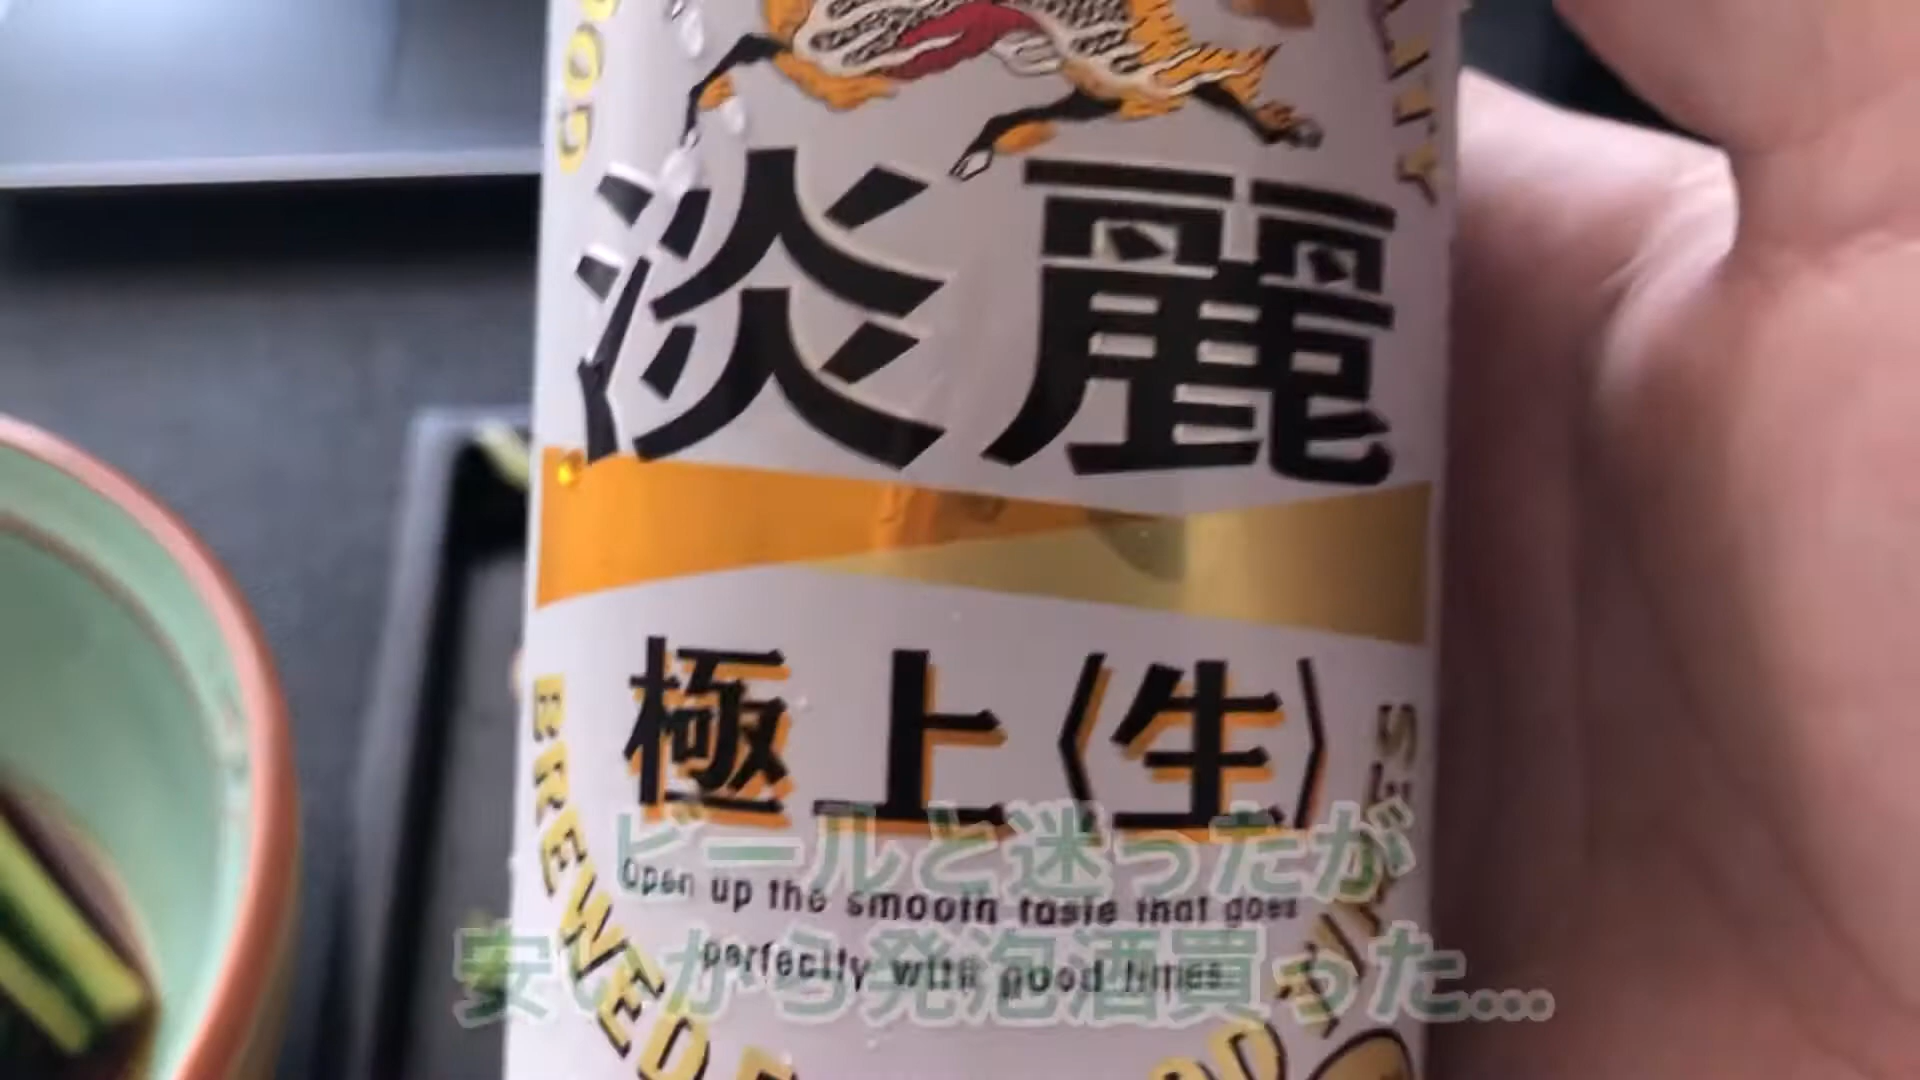 淡麗
極上〈生〉
Open up the smooth taste that goes
perfectly with good times.
BREWED
ビールと迷ったが
安いから発泡酒買った...